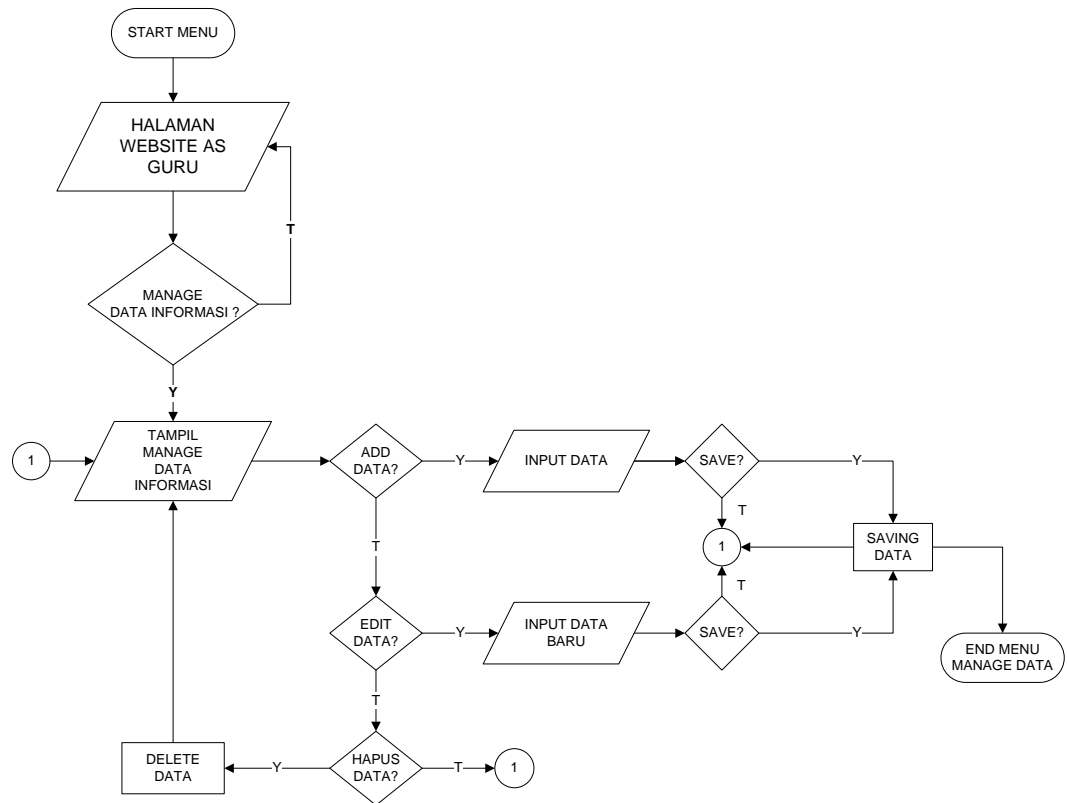 START MENU
HALAMAN
WEBSITE AS
GURU
T
MANAGE
DATA INFORMASI ?
Y
1
TAMPIL
MANAGE
DATA
INFORMASI
ADD
DATA?
Y
INPUT DATA
SAVE?
Y
T
T
1
SAVING
DATA
T
EDIT
DATA?
Y
INPUT DATA
BARU
SAVE?
Y
END MENU
MANAGE DATA
T
HAPUS
DATA?
Y
DELETE
DATA
T
1